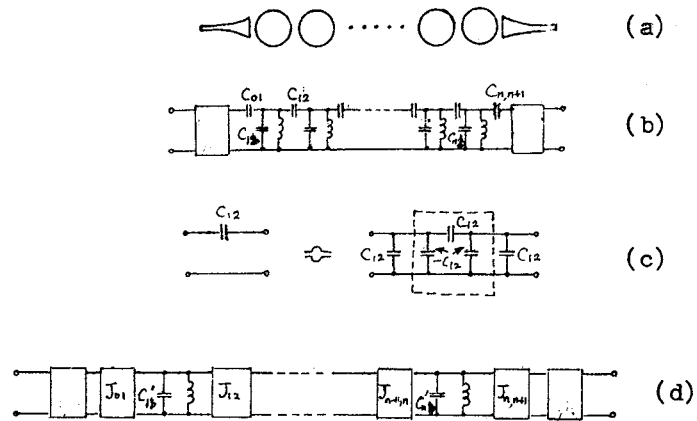 (a)
C01 C12 Cn,n+1
(b)
C12 C12
(c)
C12 -C12 C12
J01 J12 Jn-1,n Jn,n+1
(d)